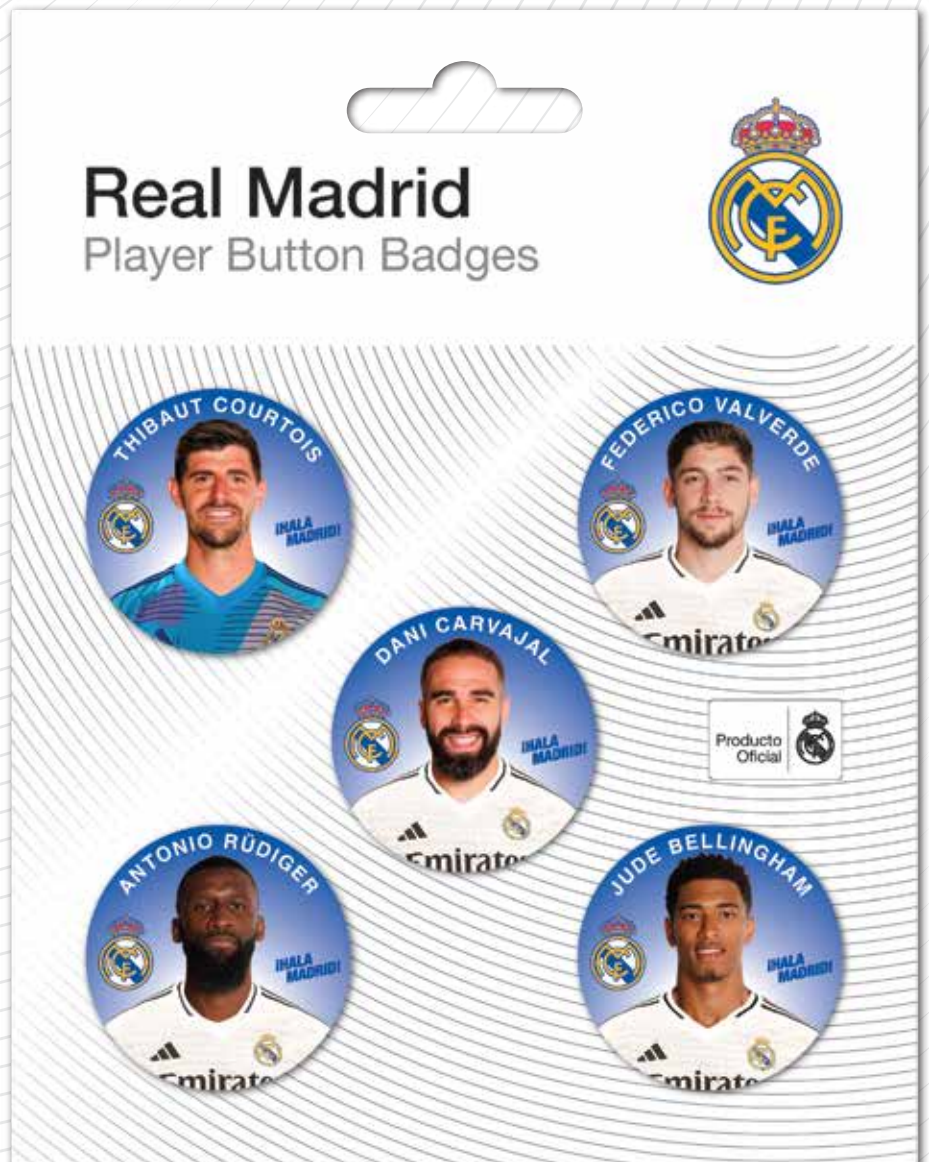 Real Madrid
Player Button Badges
THIBAUT COURTOIS
¡HALA
MADRID!
FEDERICO VALVERDE
¡HALA
MADRID!
Emirates
DANI CARVAJAL
¡HALA
MADRID!
Emirates
Producto
Oficial
ANTONIO RÜDIGER
¡HALA
MADRID!
Emirates
JUDE BELLINGHAM
¡HALA
MADRID!
Emirates